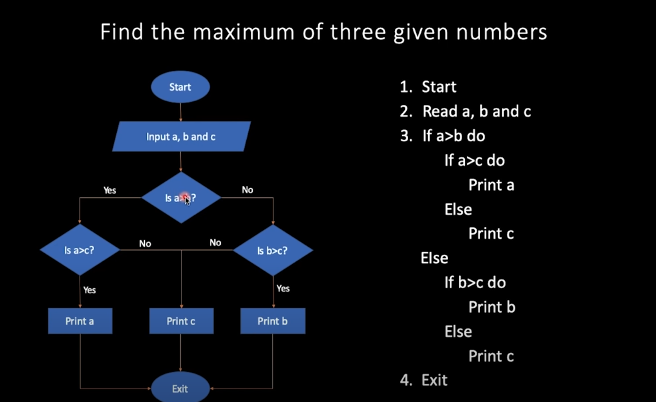 Find the maximum of three given numbers
Start
Input a, b and c
Is a
?
Yes
No
Is a>c?
No
No
Is b>c?
Yes
Yes
Print a
Print c
Print b
Exit
1. Start
2. Read a, b and c
3. If a>b do
If a>c do
Print a
Else
Print c
Else
If b>c do
Print b
Else
Print c
4. Exit